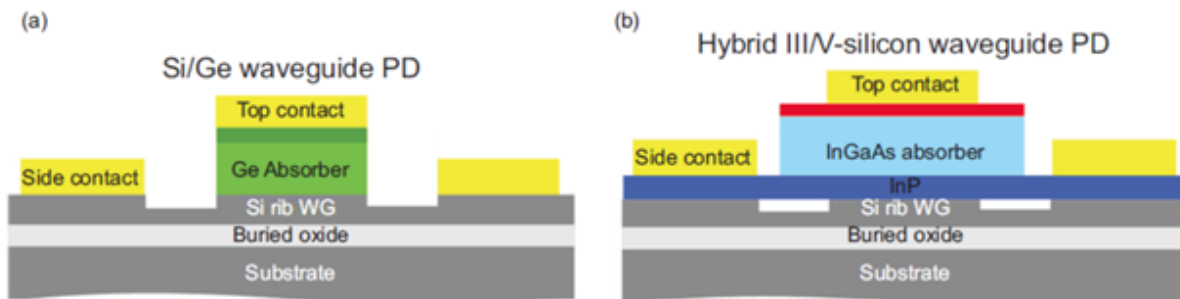 (a)
Si/Ge waveguide PD
Top contact
Ge Absorber
Side contact
Si rib WG
Buried oxide
Substrate
(b)
Hybrid III/V-silicon waveguide PD
Top contact
InGaAs absorber
Side contact
InP
Si rib WG
Buried oxide
Substrate